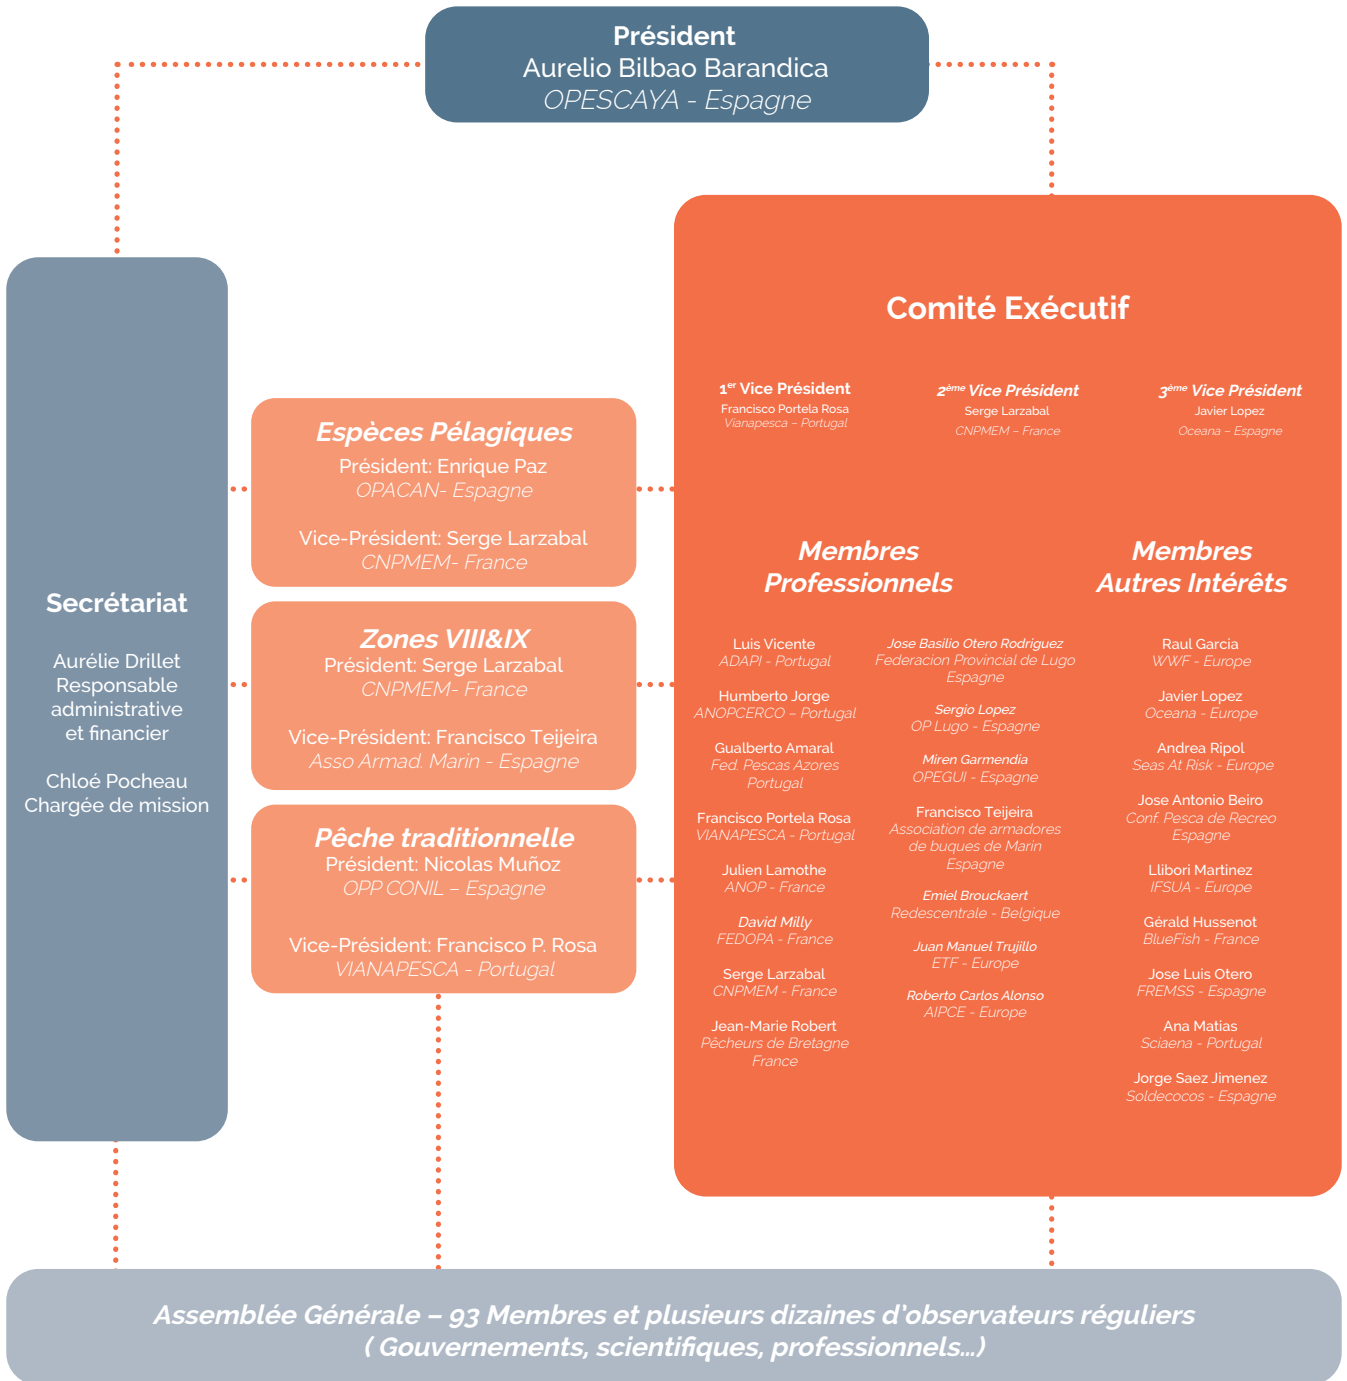 Président
Aurelio Bilbao Barandica
OPESCAYA - Espagne
Secrétariat
Aurélie Drillet
Responsable
administrative
et financier
Chloé Pocheau
Chargée de mission
Espèces Pélagiques
Président: Enrique Paz
OPACAN- Espagne
Vice-Président: Serge Larzabal
CNPMEM- France
Zones VIII&IX
Président: Serge Larzabal
CNPMEM- France
Vice-Président: Francisco Teijeira
Asso Armad. Marin - Espagne
Pêche traditionnelle
Président: Nicolas Muñoz
OPP CONIL – Espagne
Vice-Président: Francisco P. Rosa
VIANAPESCA - Portugal
Comité Exécutif
1er Vice Président
Francisco Portela Rosa
Vianapesca – Portugal
2ème Vice Président
Serge Larzabal
CNPMEM – France
3ème Vice Président
Javier Lopez
Oceana – Espagne
Membres
Professionnels
Luis Vicente
ADAPI - Portugal
Humberto Jorge
ANOPCERCO – Portugal
Gualberto Amaral
Fed. Pescas Azores
Portugal
Francisco Portela Rosa
VIANAPESCA - Portugal
Julien Lamothe
ANOP - France
David Milly
FEDOPA - France
Serge Larzabal
CNPMEM - France
Jean-Marie Robert
Pêcheurs de Bretagne
France
Jose Basilio Otero Rodriguez
Federacion Provincial de Lugo
Espagne
Sergio Lopez
OP Lugo - Espagne
Miren Garmendia
OPEGUI - Espagne
Francisco Teijeira
Association de armadores
de buques de Marin
Espagne
Emiel Brouckaert
Redescentrale - Belgique
Juan Manuel Trujillo
ETF - Europe
Roberto Carlos Alonso
AIPCE - Europe
Membres
Autres Intérêts
Raul Garcia
WWF - Europe
Javier Lopez
Oceana - Europe
Andrea Ripol
Seas At Risk - Europe
Jose Antonio Beiro
Conf. Pesca de Recreo
Espagne
Llibori Martinez
IFSUA - Europe
Gérald Hussenot
BlueFish - France
Jose Luis Otero
FREMSS - Espagne
Ana Matias
Sciaena - Portugal
Jorge Saez Jimenez
Soldecocos - Espagne
Assemblée Générale – 93 Membres et plusieurs dizaines d'observateurs réguliers
( Gouvernements, scientifiques, professionnels...)